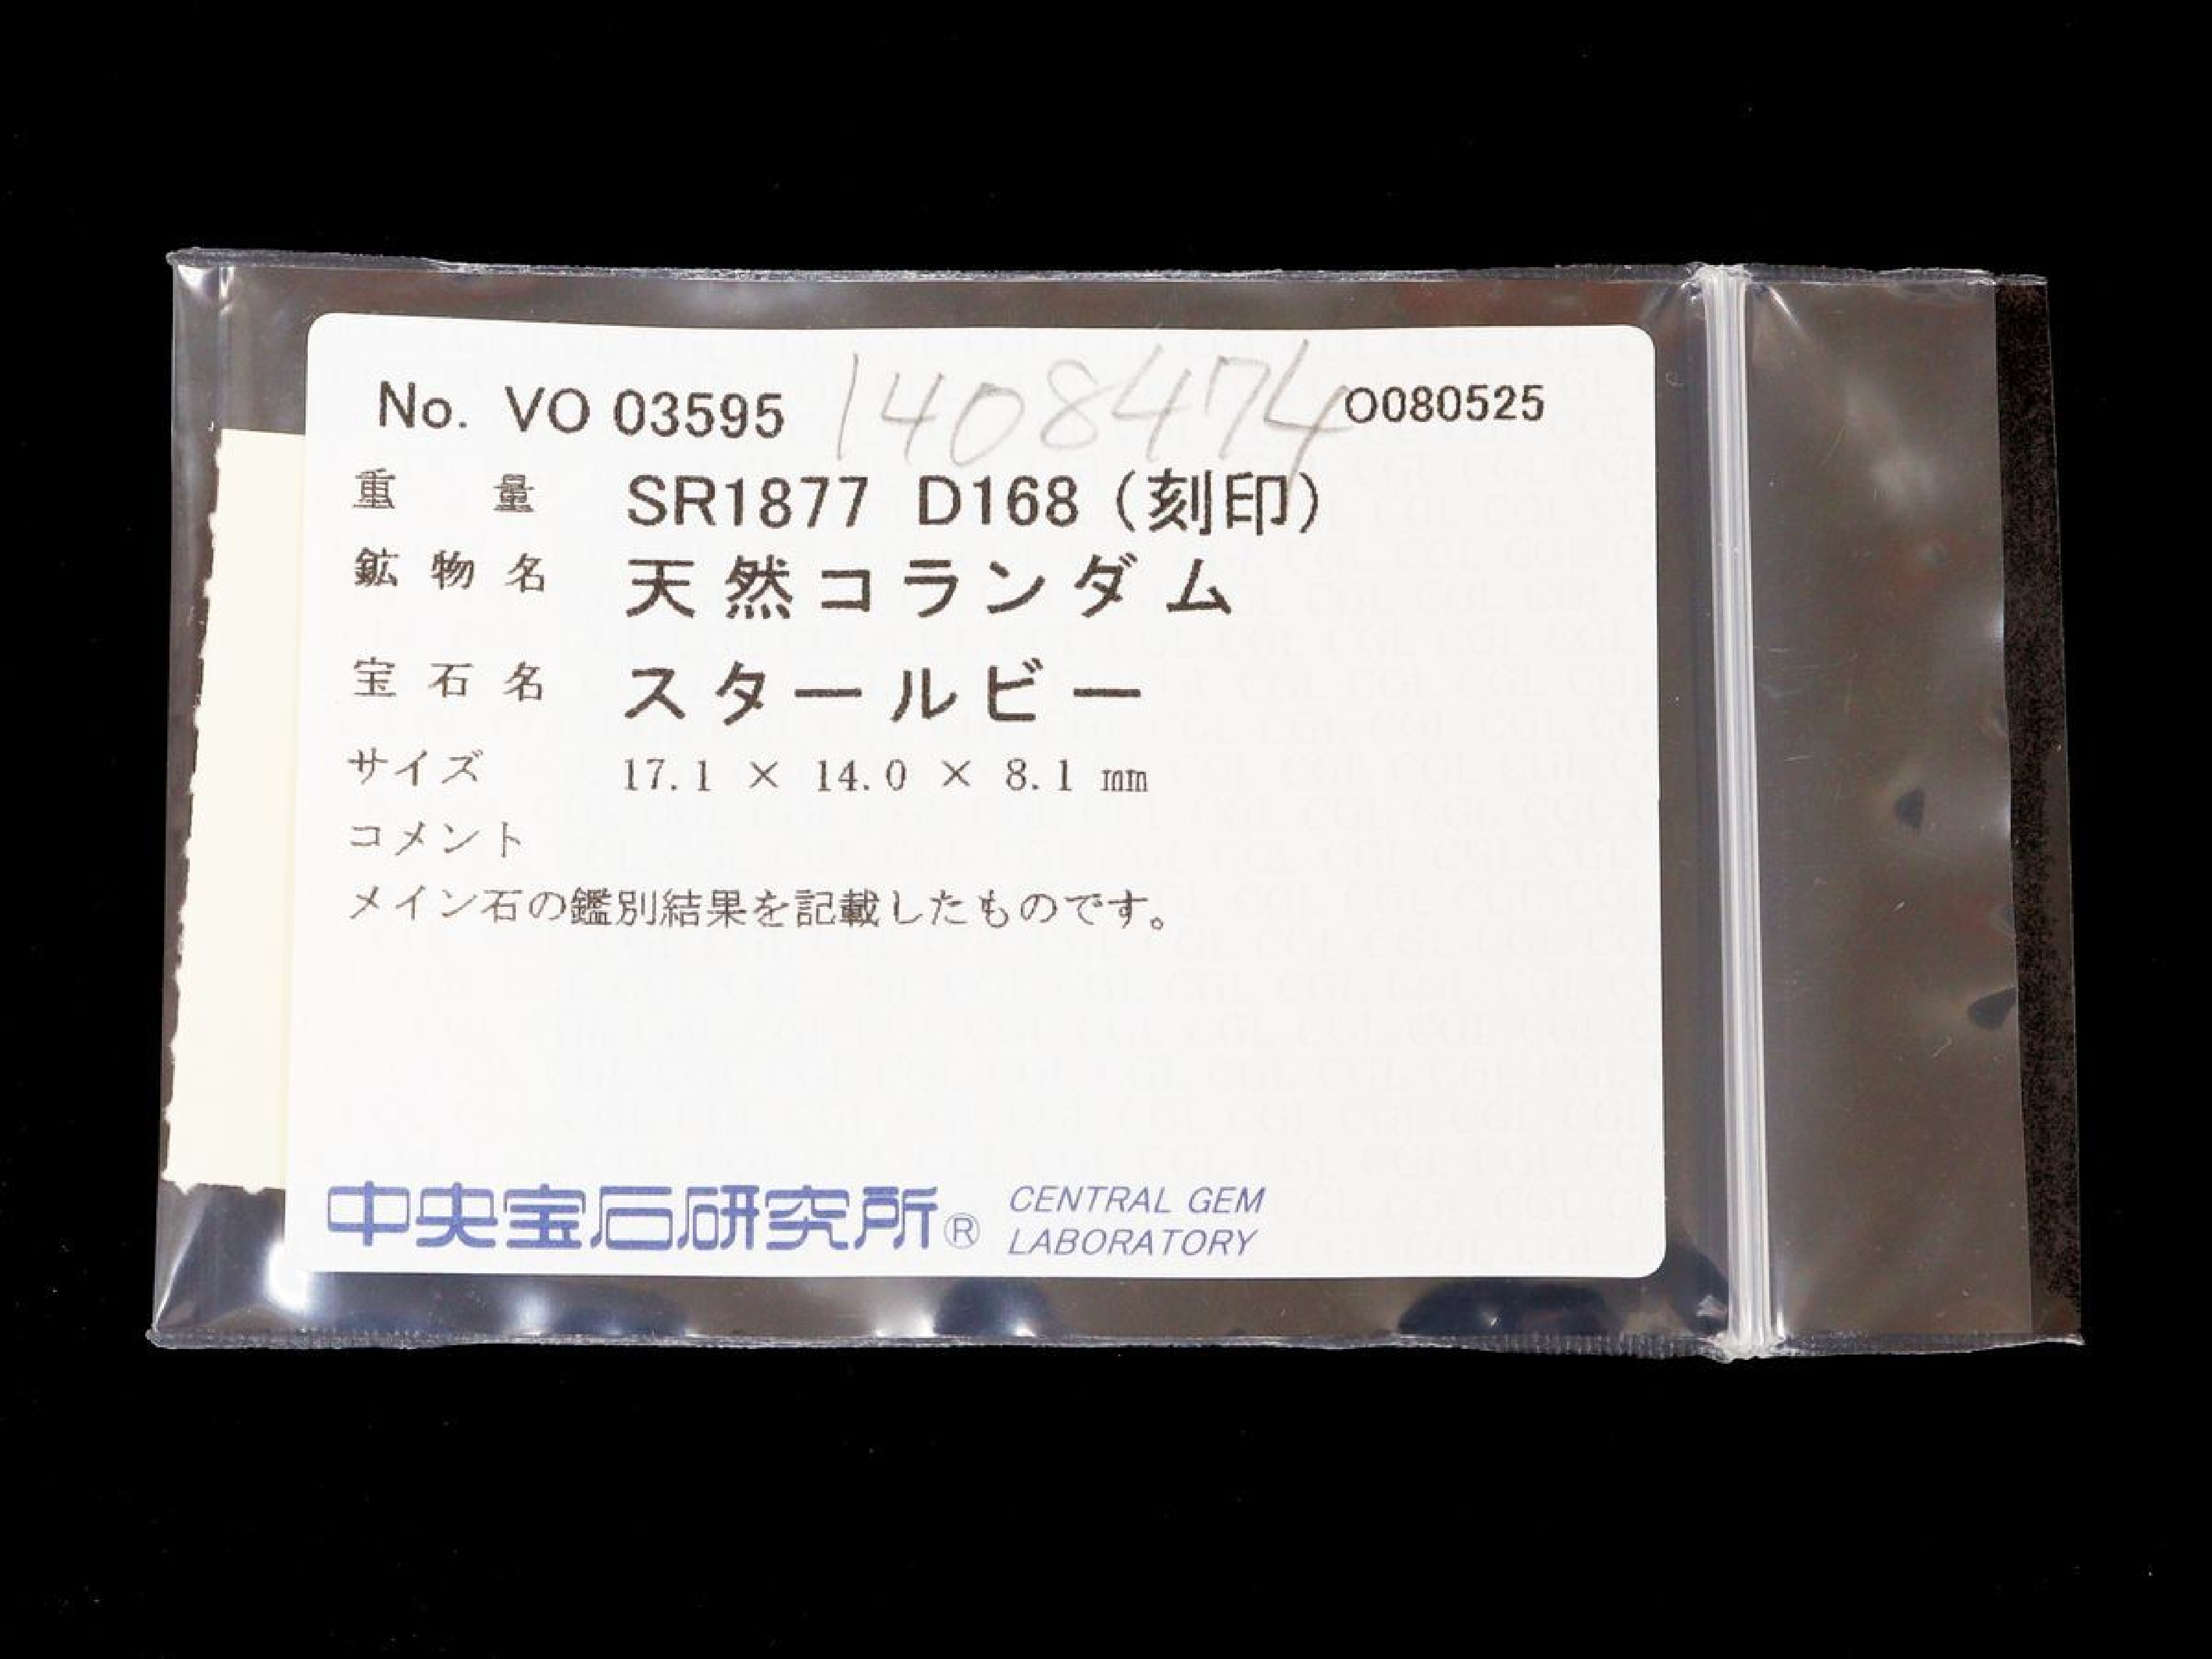 No. VO 03595 1408474 O080525
重量 SR1877 D168 (刻印)
鉱物名 天然コランダム
宝石名 スタールビー
サイズ 17.1 × 14.0 × 8.1 mm
コメント
メイン石の鑑別結果を記載したものです。
中央宝石研究所® CENTRAL GEM
LABORATORY